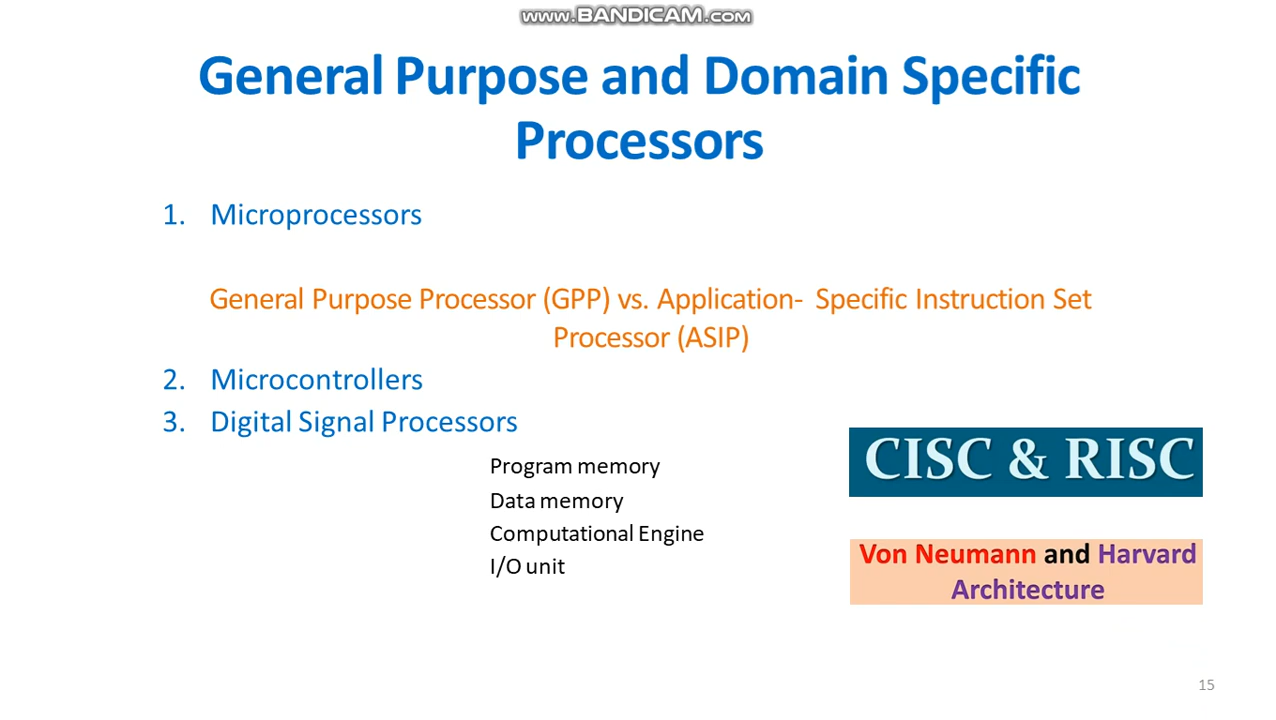 www.BANDICAM.com
General Purpose and Domain Specific
Processors
1. Microprocessors
General Purpose Processor (GPP) vs. Application- Specific Instruction Set
Processor (ASIP)
2. Microcontrollers
3. Digital Signal Processors
Program memory
Data memory
Computational Engine
I/O unit
CISC & RISC
Von Neumann and Harvard
Architecture
15